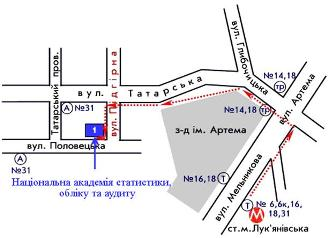 Татарський пров.
вул. Підгірна
вул. Глибочицька
№14,18
тр
вул. Артема
А №31
вул. Татарська
№14,18
тр
1
з-д ім. Артема
вул. Половецька
А
№31
Національна академія статистики,
обліку та аудиту
№16,18 Т
вул. Мельникова
Т
№ 6,6к,16,
18,31
М
ст.м.Лук'янівська